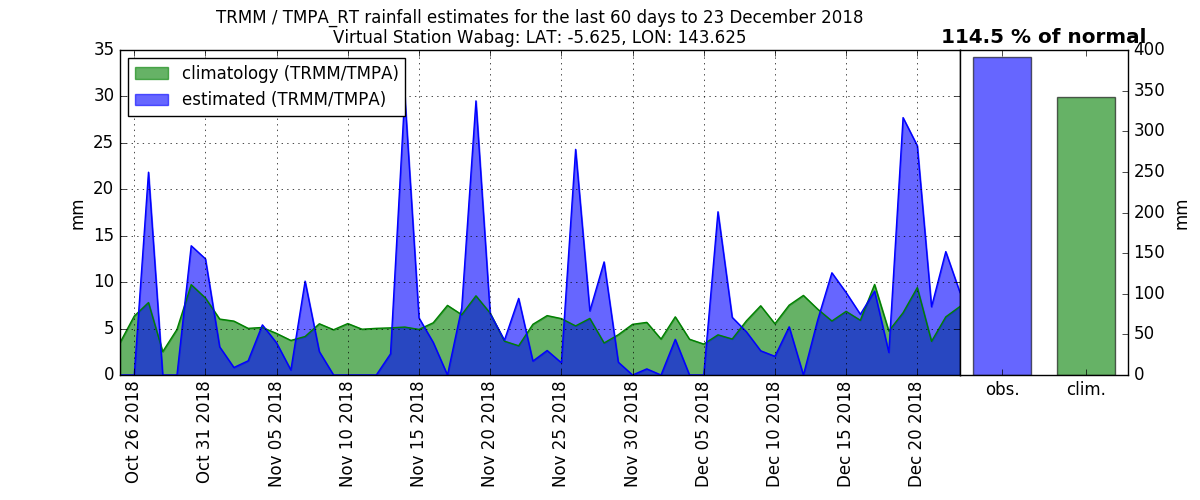 TRMM / TMPA_RT rainfall estimates for the last 60 days to 23 December 2018
Virtual Station Wabag: LAT: -5.625, LON: 143.625
114.5 % of normal
climatology (TRMM/TMPA)
estimated (TRMM/TMPA)
35
30
25
20
15
10
5
0
mm
Oct 26 2018
Oct 31 2018
Nov 05 2018
Nov 10 2018
Nov 15 2018
Nov 20 2018
Nov 25 2018
Nov 30 2018
Dec 05 2018
Dec 10 2018
Dec 15 2018
Dec 20 2018
obs.
clim.
400
350
300
250
200
150
100
50
0
mm